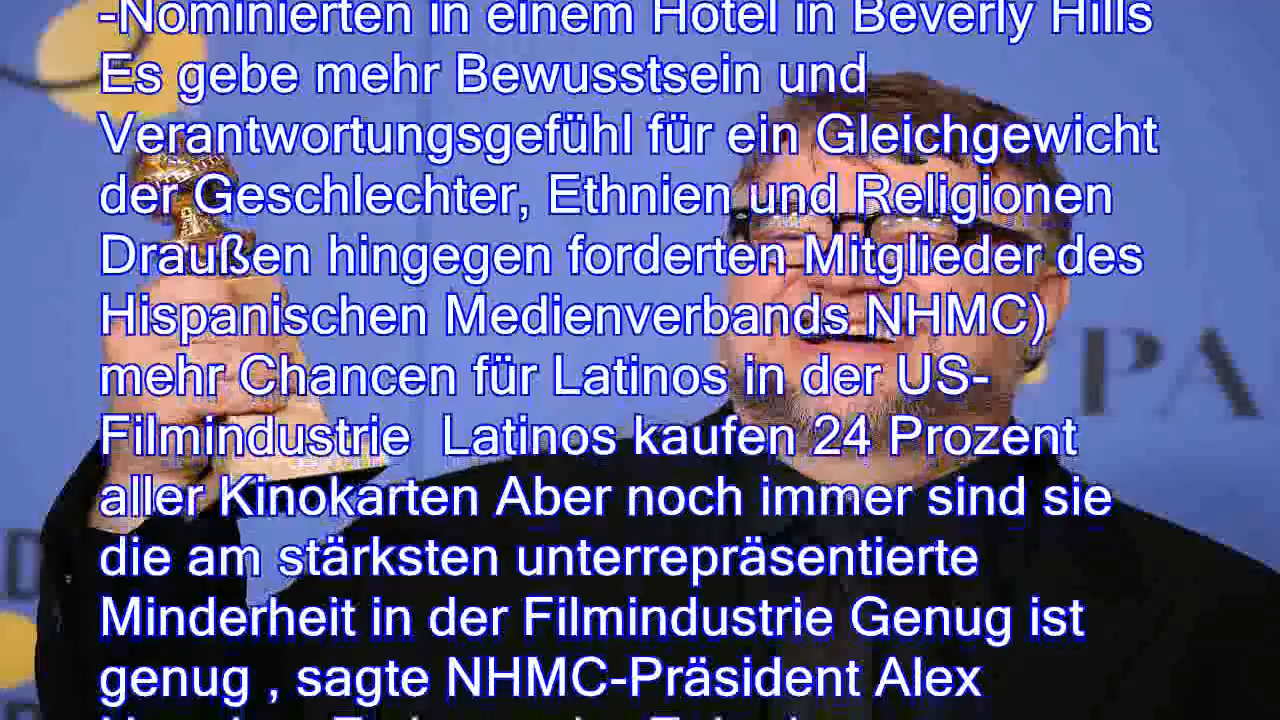 -Nominierten in einem Hotel in Beverly Hills
Es gebe mehr Bewusstsein und
Verantwortungsgefühl für ein Gleichgewicht
der Geschlechter, Ethnien und Religionen
Draußen hingegen forderten Mitglieder des
Hispanischen Medienverbands NHMC)
mehr Chancen für Latinos in der US-
Filmindustrie  Latinos kaufen 24 Prozent
aller Kinokarten Aber noch immer sind sie
die am stärksten unterrepräsentierte
Minderheit in der Filmindustrie Genug ist
genug , sagte NHMC-Präsident Alex
PA